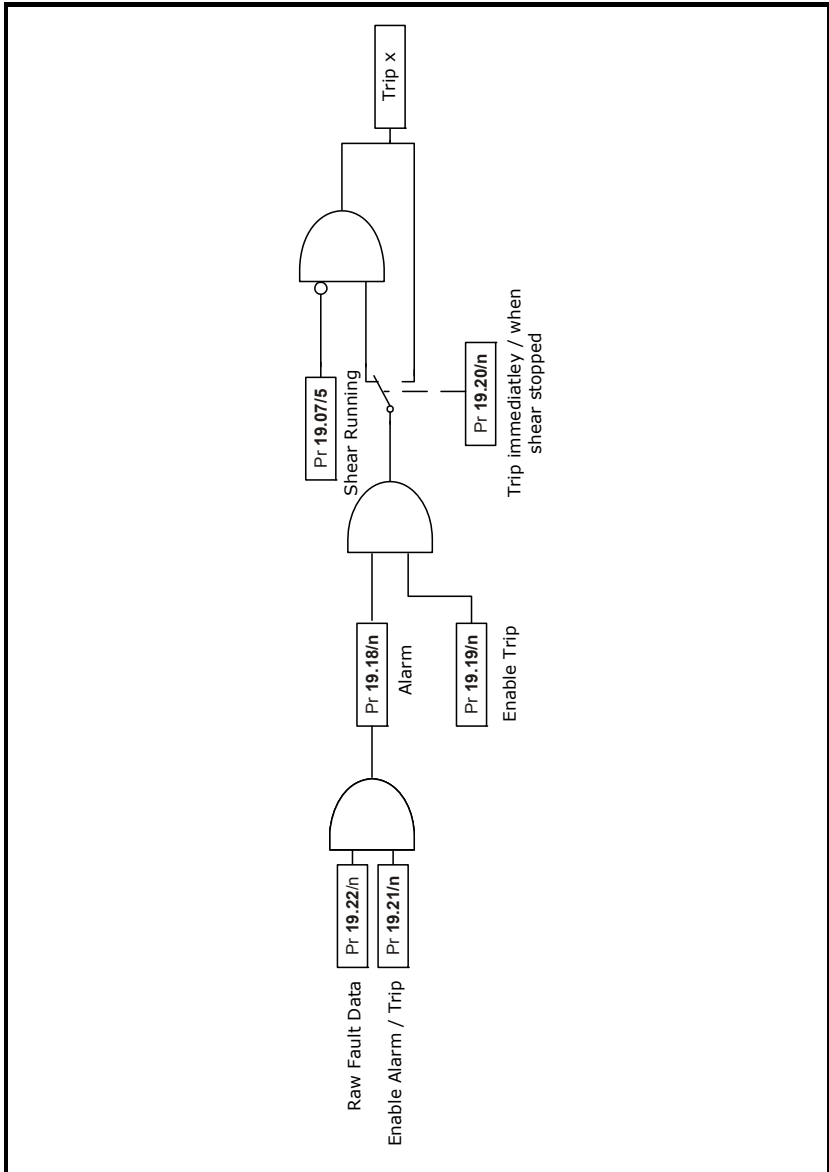 Raw Fault Data
Pr 19.22/n
Enable Alarm / Trip
Pr 19.21/n
Pr 19.18/n
Alarm
Pr 19.19/n
Enable Trip
Pr 19.07/5
Shear Running
Pr 19.20/n
Trip immediatley / when
shear stopped
Trip x